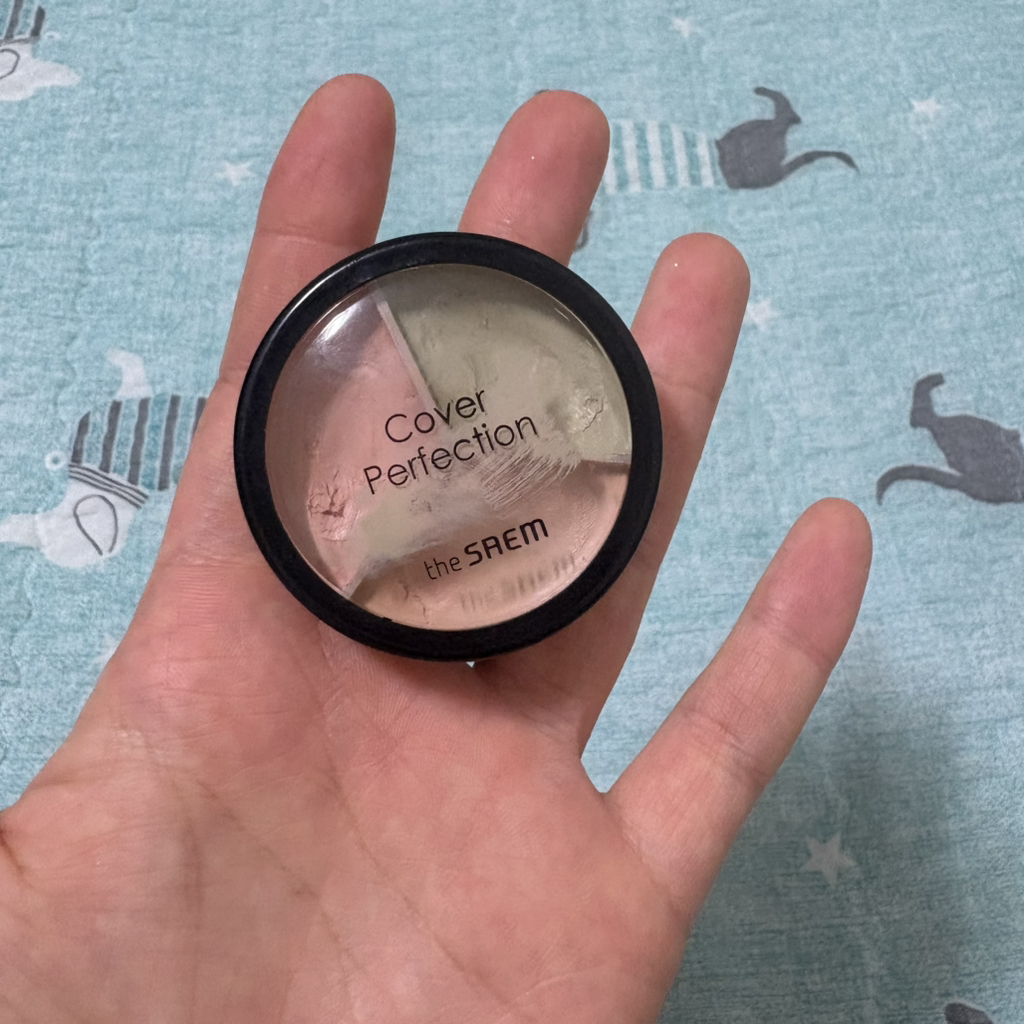 Cover
Perfection
the SAEM